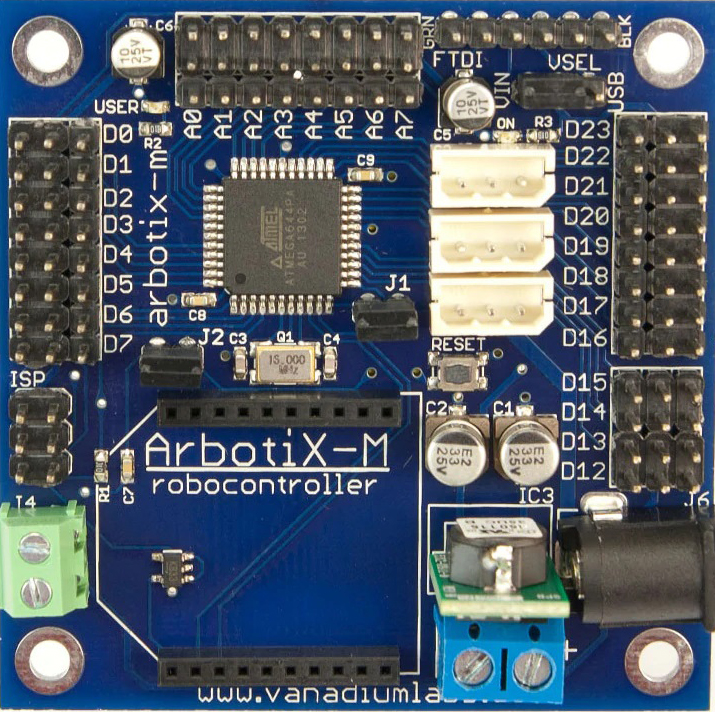 C6
10
25V
VT
GRN
BLK
FTDI
VSEL
VIN
USB
10
25V
VT
USER
R2
A0 A1 A2 A3 A4 A5 A6 A7
C5
ON
R3
D0
D1
D2
D3
D4
D5
D6
D7
arbotix-m
C9
ATMEL
ATMEGA644PA
AU 1302
D23
D22
D21
D20
D19
D18
D17
D16
C8
J1
J2
C3
Q1
C4
16.000
MHz
RESET
ISP
D15
D14
D13
D12
C2
C1
E2
33
25V
E2
33
25V
ArbotiX-M
robocontroller
R1
C7
J4
IC3
J6
+
www.vanadiumlab